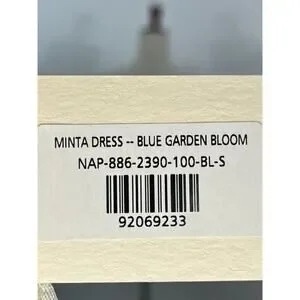 MINTA DRESS -- BLUE GARDEN BLOOM
NAP-886-2390-100-BL-S
92069233